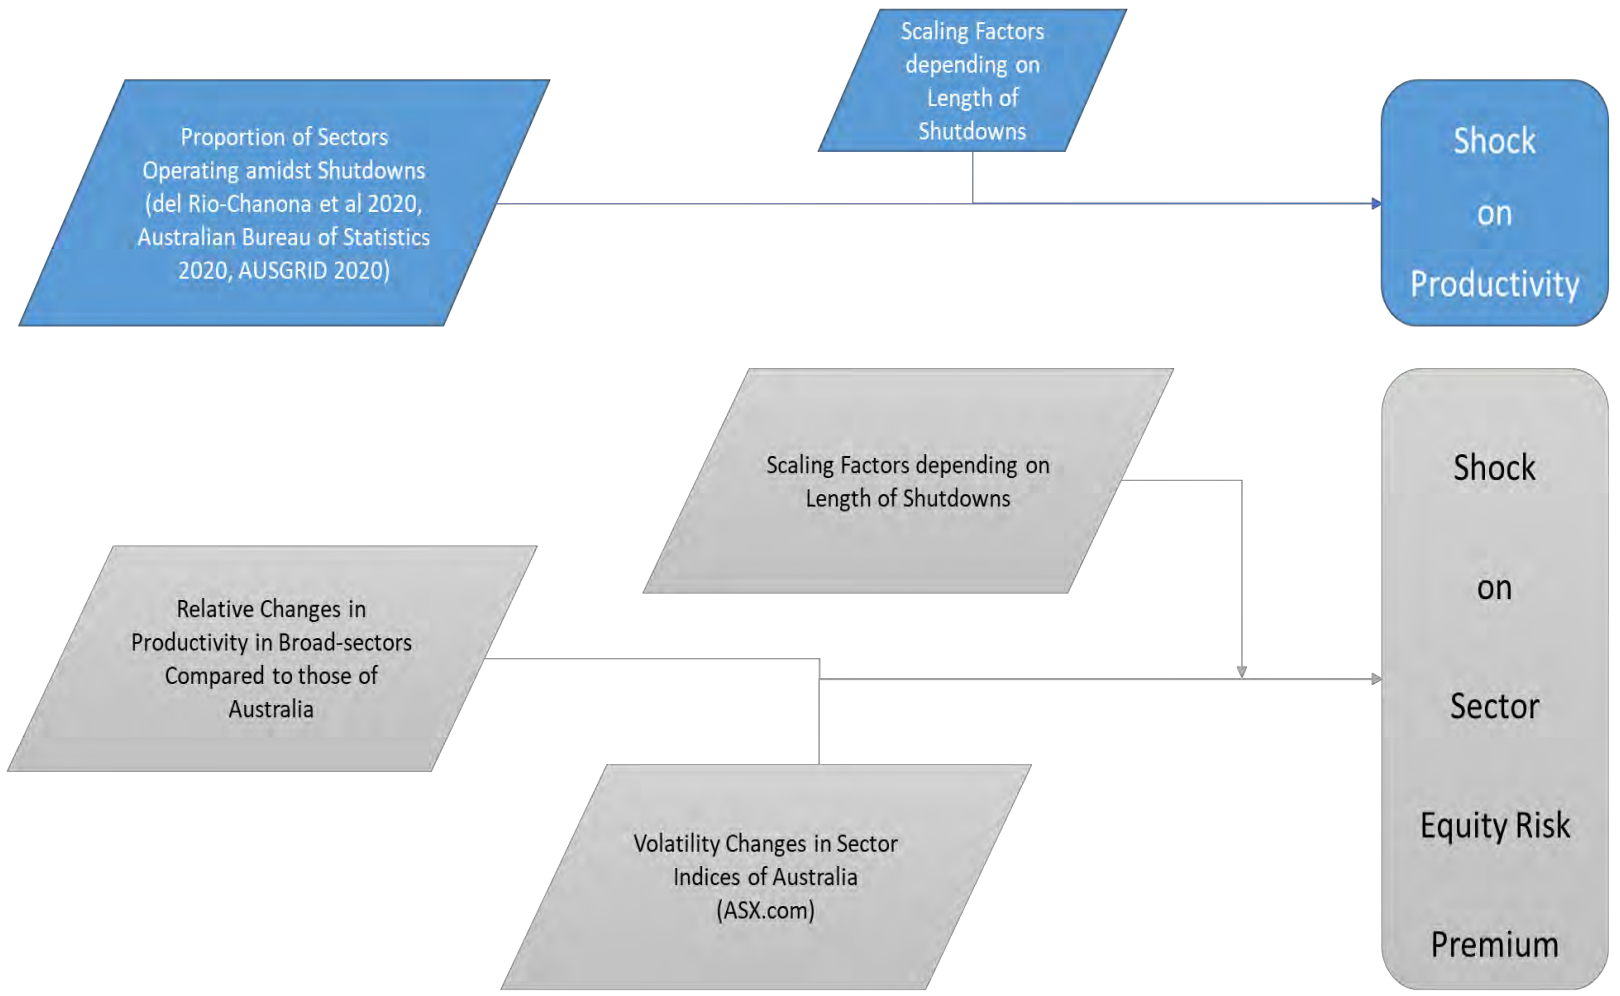 Scaling Factors
depending on
Length of
Shutdowns
Proportion of Sectors
Operating amidst Shutdowns
(del Rio-Chanona et al 2020,
Australian Bureau of Statistics
2020, AUSGRID 2020)
Shock
on
Productivity
Scaling Factors depending on
Length of Shutdowns
Relative Changes in
Productivity in Broad-sectors
Compared to those of
Australia
Volatility Changes in Sector
Indices of Australia
(ASX.com)
Shock
on
Sector
Equity Risk
Premium